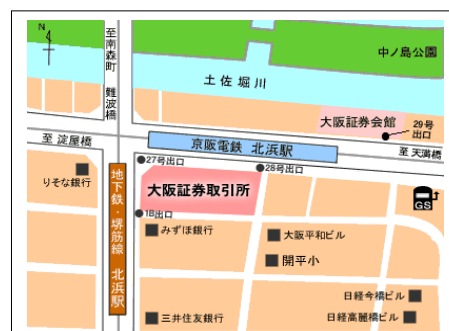 N
至南森町
難波橋
中ノ島公園
土佐堀川
大阪証券会館
29号
出口
至 淀屋橋
京阪電鉄 北浜駅
至 天満橋
27号出口
28号出口
りそな銀行
地下鉄・堺筋線 北浜駅
大阪証券取引所
GS
1B出口
みずほ銀行
大阪平和ビル
開平小
日経今橋ビル
三井住友銀行
日経高麗橋ビル